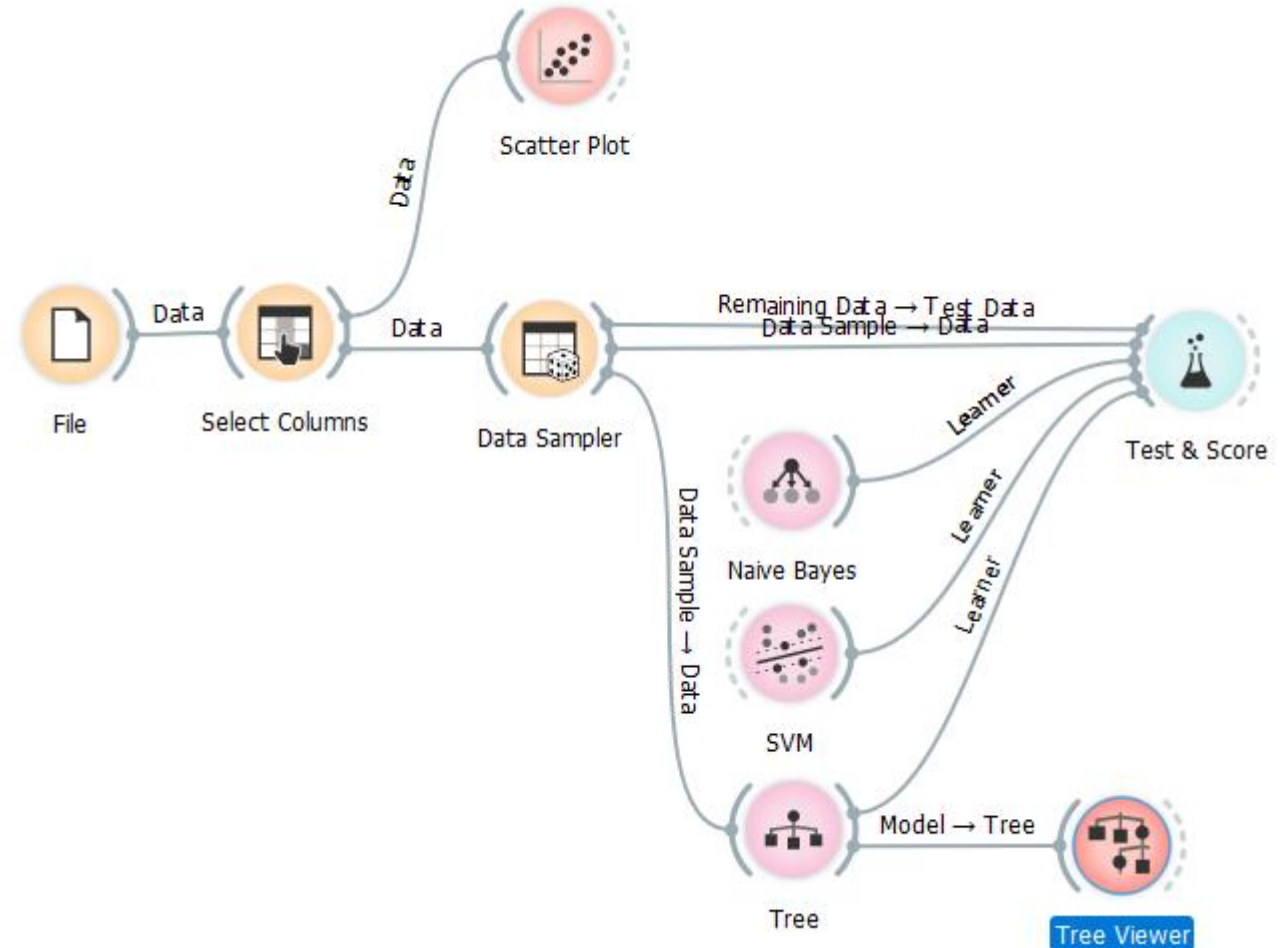 Scatter Plot
Data
Data
Data
File
Select Columns
Data Sampler
Remaining Data → Test Data
Data Sample → Data
Test & Score
Learner
Naive Bayes
Learner
SVM
Learner
Data Sample → Data
Tree
Model → Tree
Tree Viewer